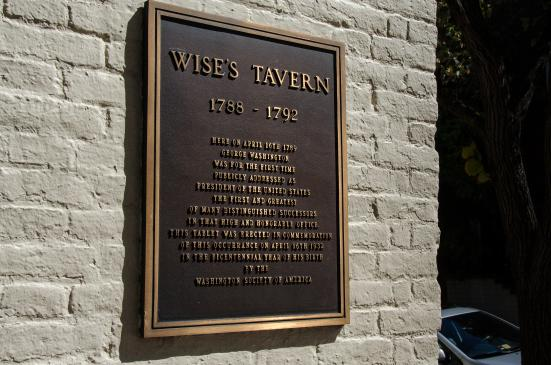 WISE'S TAVERN
1788 - 1792
HERE ON APRIL 16TH 1789
GEORGE WASHINGTON
WAS FOR THE FIRST TIME
PUBLICLY ADDRESSED AS
PRESIDENT OF THE UNITED STATES
THE FIRST AND GREATEST
OF MANY DISTINGUISHED SUCCESSORS
IN THAT HIGH AND HONORABLE OFFICE
THIS TABLET WAS ERECTED IN COMMEMORATION
OF THIS OCCURRANCE ON APRIL 16TH 1932
IN THE BICENTENNIAL YEAR OF HIS BIRTH
BY THE
WASHINGTON SOCIETY OF AMERICA